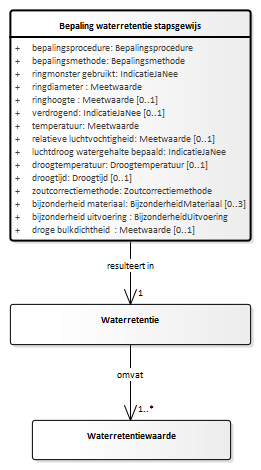 Bepaling waterretentie stapsgewijs
+ bepalingsprocedure: Bepalingsprocedure
+ bepalingsmethode: Bepalingsmethode
+ ringmonster gebruikt: IndicatieJaNee
+ ringdiameter : Meetwaarde
+ ringhoogte : Meetwaarde [0..1]
+ verdrogend: IndicatieJaNee [0..1]
+ temperatuur: Meetwaarde
+ relatieve luchtvochtigheid: Meetwaarde [0..1]
+ luchtdroog watergehalte bepaald: IndicatieJaNee
+ droogtemperatuur: Droogtemperatuur [0..1]
+ droogtijd: Droogtijd [0..1]
+ zoutcorrectiemethode: Zoutcorrectiemethode
+ bijzonderheid materiaal: BijzonderheidMateriaal [0..3]
+ bijzonderheid uitvoering : BijzonderheidUitvoering
+ droge bulkdichtheid : Meetwaarde [0..1]
resulteert in
1
Waterretentie
omvat
1..*
Waterretentiewaarde